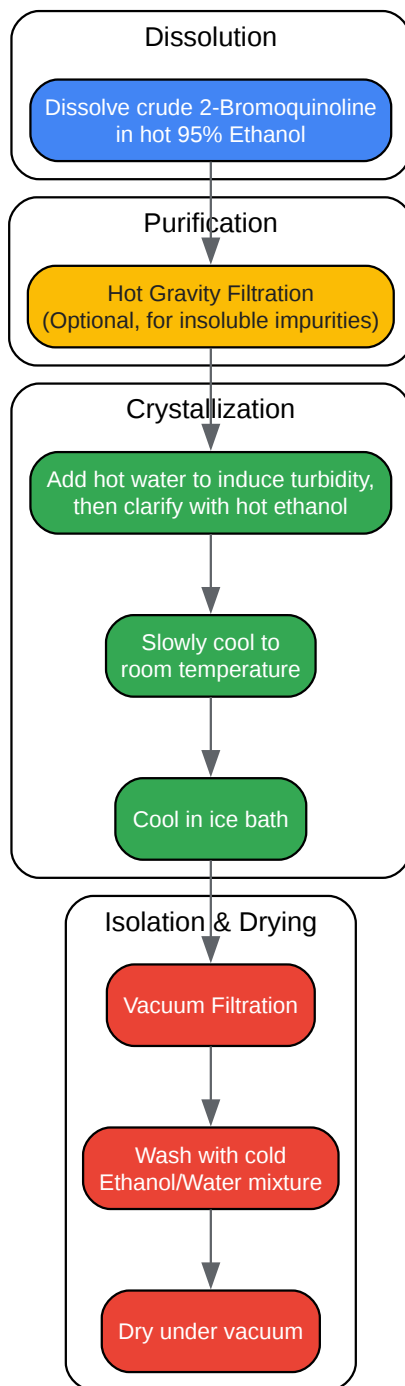 Dissolution
Dissolve crude 2-Bromoquinoline
in hot 95% Ethanol
Purification
Hot Gravity Filtration
(Optional, for insoluble impurities)
Crystallization
Add hot water to induce turbidity,
then clarify with hot ethanol
Slowly cool to
room temperature
Cool in ice bath
Isolation & Drying
Vacuum Filtration
Wash with cold
Ethanol/Water mixture
Dry under vacuum